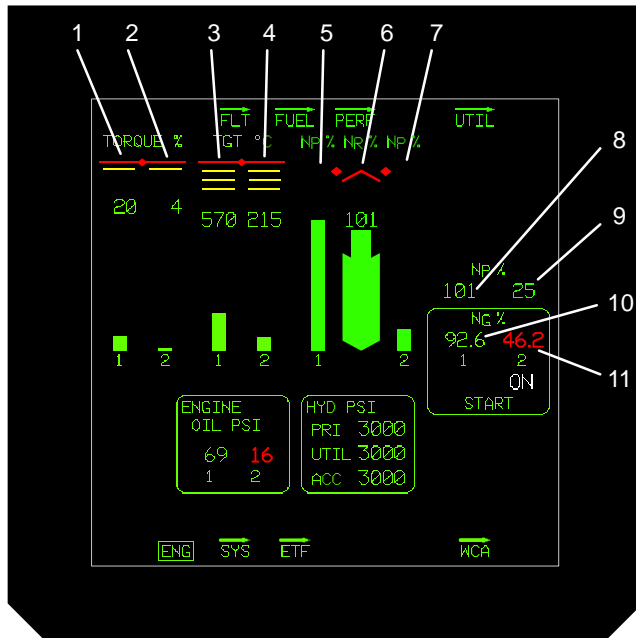 1 2 3 4 5 6 7
FLT FUEL PERF UTIL
TORQUE % TGT °C NP% NR% NP%
8
20 4 570 215 101
9
NP%
101 25
10
NG%
92.6 46.2
1 2 1 2 1 2
1 2
11
ON
START
ENGINE
OIL PSI
69 16
1 2
HYD PSI
PRI 3000
UTIL 3000
ACC 3000
ENG SYS ETF WCA